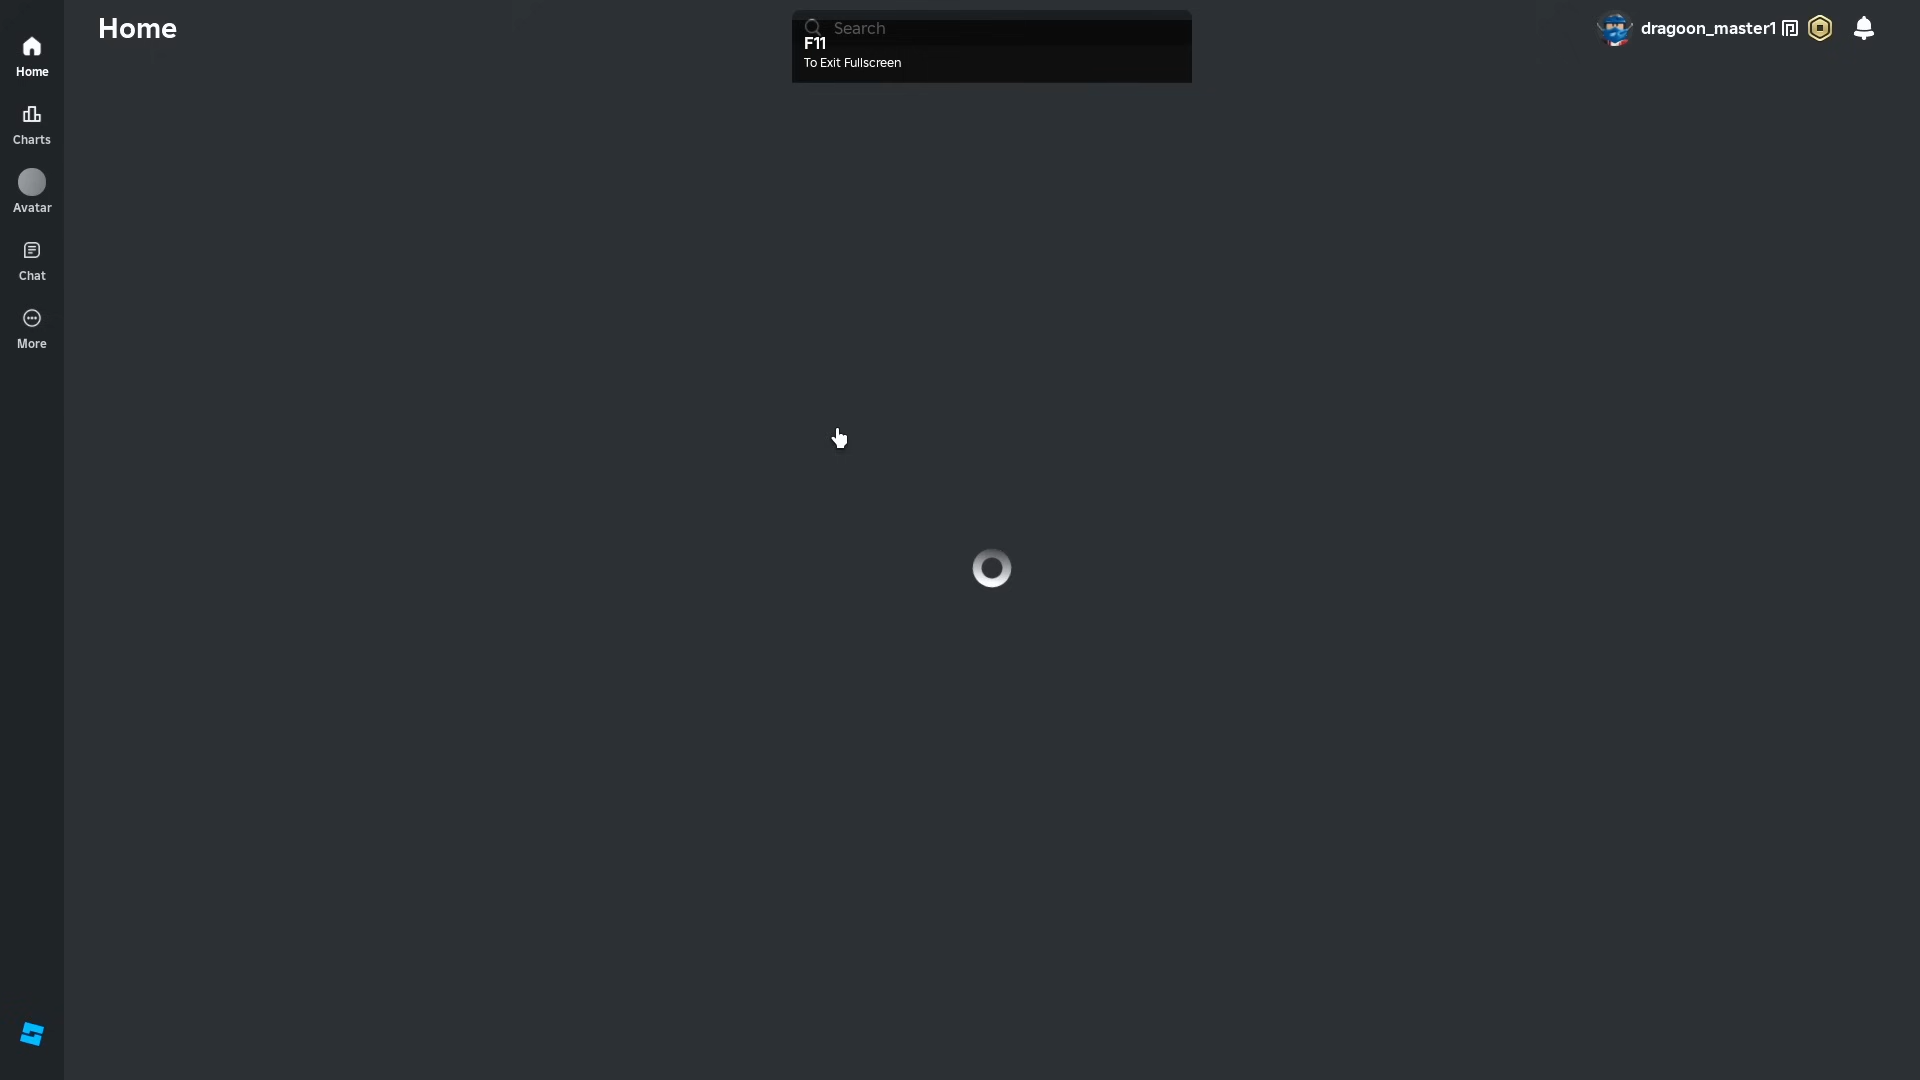 Home
Search
F11
To Exit Fullscreen
dragoon_master1
Home
Charts
Avatar
Chat
More